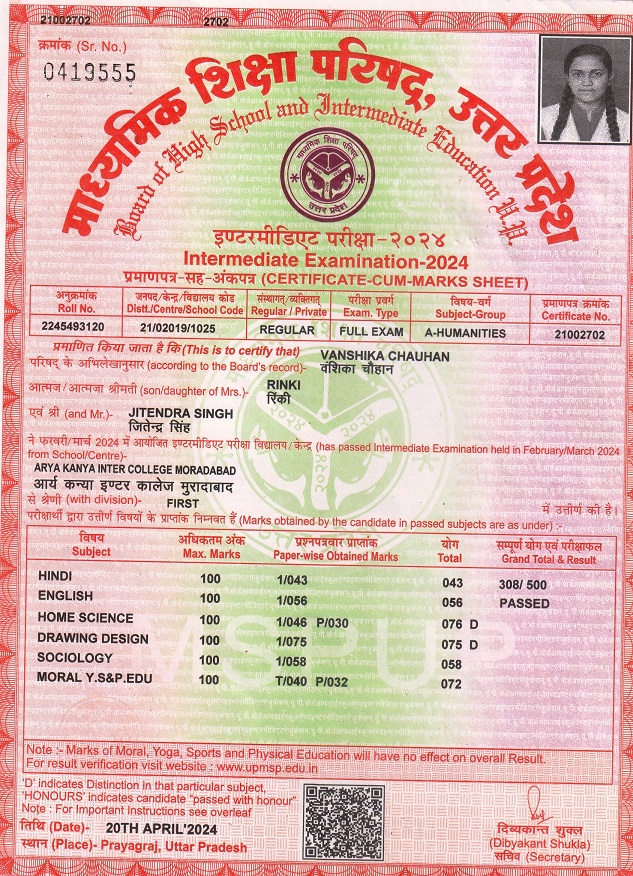 21002702 2702
क्रमांक (Sr. No.)
0419555
माध्यमिक शिक्षा परिषद्, उत्तर प्रदेश
Board of High School and Intermediate Education U.P.
माध्यमिक शिक्षा परिषद्
उत्तर प्रदेश
इण्टरमीडिएट परीक्षा-२०२४
Intermediate Examination-2024
प्रमाणपत्र-सह-अंकपत्र (CERTIFICATE-CUM-MARKS SHEET)
अनुक्रमांक जनपद/केन्द्र/विद्यालय कोड संस्थागत/व्यक्तिगत परीक्षा प्रवर्ग विषय-वर्ग प्रमाणपत्र क्रमांक
Roll No. Distt./Centre/School Code Regular / Private Exam. Type Subject-Group Certificate No.
2245493120 21/02019/1025 REGULAR FULL EXAM A-HUMANITIES 21002702
प्रमाणित किया जाता है कि (This is to certify that) VANSHIKA CHAUHAN
परिषद् के अभिलेखानुसार (according to the Board's record)- वंशिका चौहान
आत्मज/आत्मजा श्रीमती (son/daughter of Mrs.)- RINKI
रिंकी
एवं श्री (and Mr.)- JITENDRA SINGH
जितेन्द्र सिंह
ने फरवरी/मार्च 2024 में आयोजित इण्टरमीडिएट परीक्षा विद्यालय/केन्द्र (has passed Intermediate Examination held in February/March 2024
from School/Centre)-
ARYA KANYA INTER COLLEGE MORADABAD
आर्य कन्या इण्टर कालेज मुरादाबाद
से श्रेणी (with division)- FIRST में उत्तीर्ण की है।
परीक्षार्थी द्वारा उत्तीर्ण विषयों के प्राप्तांक निम्नवत हैं (Marks obtained by the candidate in passed subjects are as under) :-
विषय अधिकतम अंक प्रश्नपत्रवार प्राप्तांक योग सम्पूर्ण योग एवं परीक्षाफल
Subject Max. Marks Paper-wise Obtained Marks Total Grand Total & Result
HINDI 100 1/043 043 308/ 500
ENGLISH 100 1/056 056 PASSED
HOME SCIENCE 100 1/046 P/030 076 D
DRAWING DESIGN 100 1/075 075 D
SOCIOLOGY 100 1/058 058
MORAL Y.S&P.EDU 100 T/040 P/032 072
MSPUP
Note :- Marks of Moral, Yoga, Sports and Physical Education will have no effect on overall Result.
For result verification visit website : www.upmsp.edu.in
'D' indicates Distinction in that particular subject,
'HONOURS' indicates candidate "passed with honour"
Note : For Important Instructions see overleaf
तिथि (Date)- 20TH APRIL'2024
स्थान (Place)- Prayagraj, Uttar Pradesh
दिव्यकान्त शुक्ल
(Dibyakant Shukla)
सचिव (Secretary)